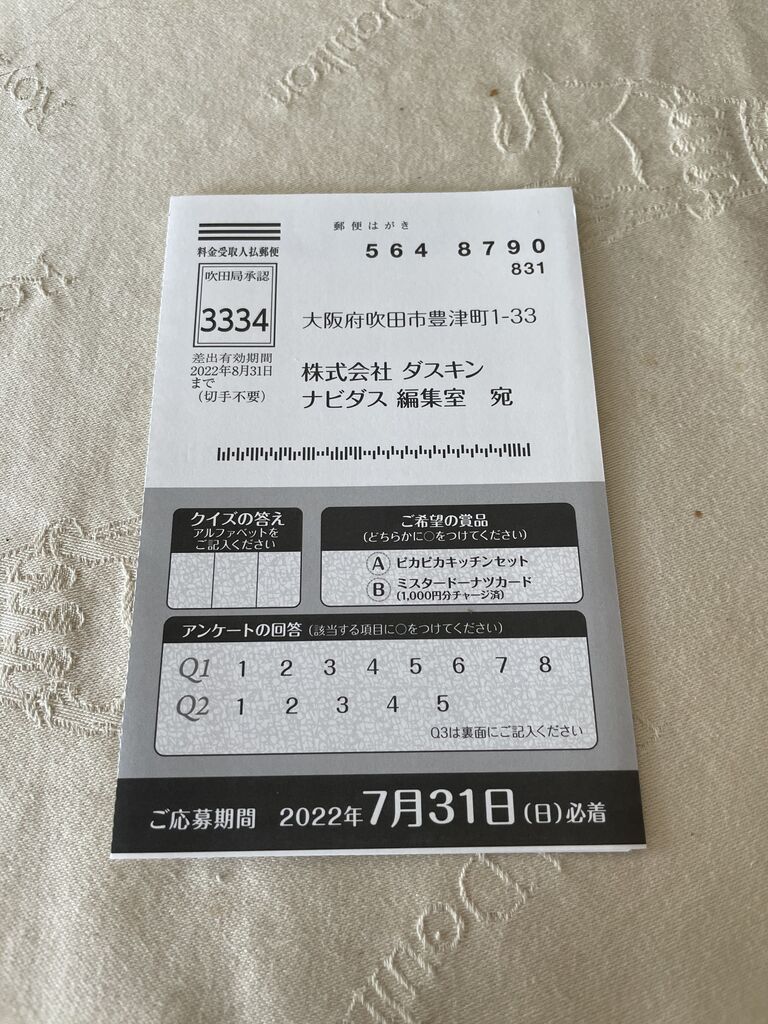 郵便はがき
料金受取人払郵便
564 8790
831
吹田局承認
3334
大阪府吹田市豊津町1-33
差出有効期間
2022年8月31日
まで
(切手不要)
株式会社 ダスキン
ナビダス 編集室 宛
クイズの答え
アルファベットを
ご記入ください
ご希望の賞品
(どちらかに○をつけてください)
A ピカピカキッチンセット
B ミスタードーナツカード
(1,000円分チャージ済)
アンケートの回答(該当する項目に○をつけてください)
Q1 1 2 3 4 5 6 7 8
Q2 1 2 3 4 5
Q3は裏面にご記入ください
ご応募期間 2022年7月31日(日)必着
Royal
Doulton
Doulton